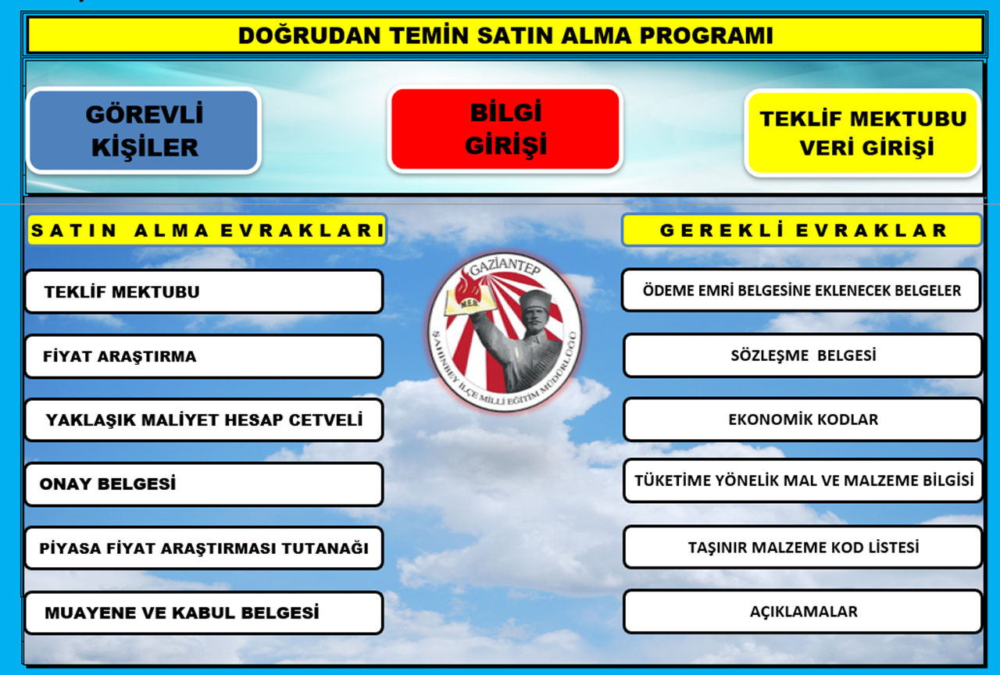 DOĞRUDAN TEMİN SATIN ALMA PROGRAMI
GÖREVLİ
KİŞİLER
BİLGİ
GİRİŞİ
TEKLİF MEKTUBU
VERİ GİRİŞİ
SATIN ALMA EVRAKLARI
TEKLİF MEKTUBU
FİYAT ARAŞTIRMA
YAKLAŞIK MALİYET HESAP CETVELİ
ONAY BELGESİ
PİYASA FİYAT ARAŞTIRMASI TUTANAĞI
MUAYENE VE KABUL BELGESİ
GAZİANTEP
M.E.B.
ŞAHİNBEY İLÇE MİLLİ EĞİTİM MÜDÜRLÜĞÜ
GEREKLİ EVRAKLAR
ÖDEME EMRİ BELGESİNE EKLENECEK BELGELER
SÖZLEŞME BELGESİ
EKONOMİK KODLAR
TÜKETİME YÖNELİK MAL VE MALZEME BİLGİSİ
TAŞINIR MALZEME KOD LİSTESİ
AÇIKLAMALAR